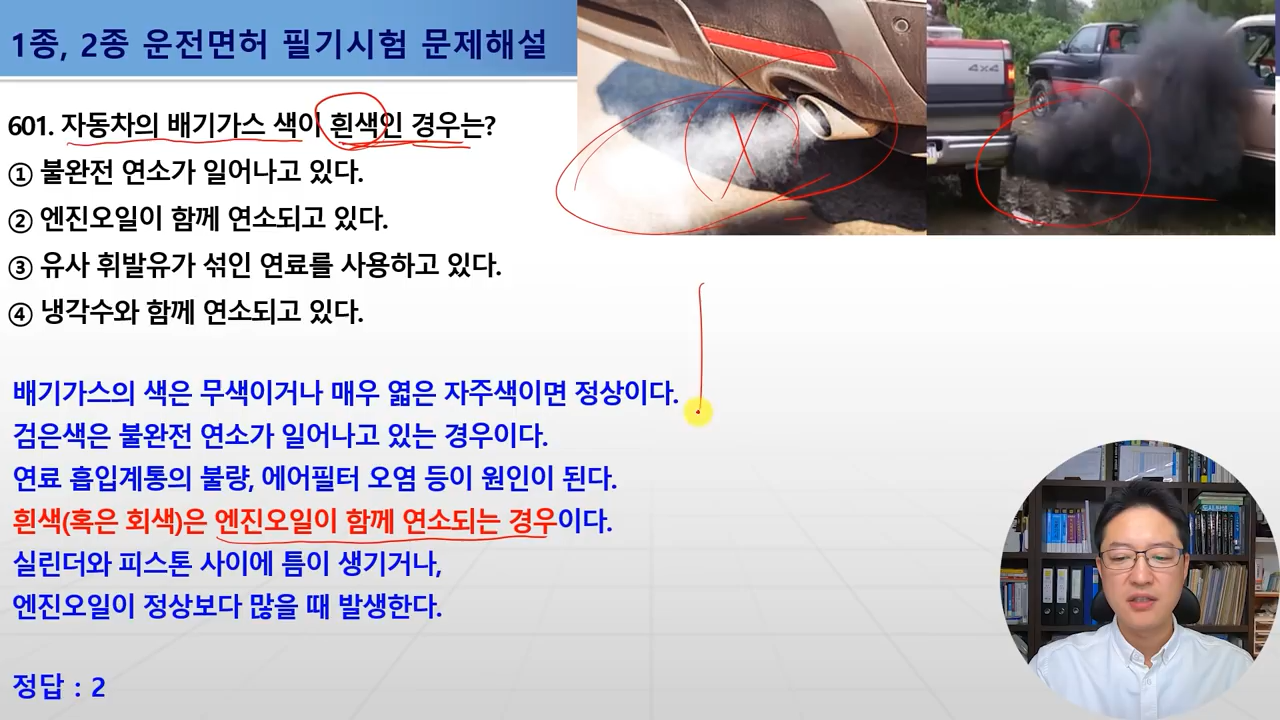 1종, 2종 운전면허 필기시험 문제해설
601. 자동차의 배기가스 색이 흰색인 경우는?
① 불완전 연소가 일어나고 있다.
② 엔진오일이 함께 연소되고 있다.
③ 유사 휘발유가 섞인 연료를 사용하고 있다.
④ 냉각수와 함께 연소되고 있다.
배기가스의 색은 무색이거나 매우 엷은 자주색이면 정상이다.
검은색은 불완전 연소가 일어나고 있는 경우이다.
연료 흡입계통의 불량, 에어필터 오염 등이 원인이 된다.
흰색(혹은 회색)은 엔진오일이 함께 연소되는 경우이다.
실린더와 피스톤 사이에 틈이 생기거나,
엔진오일이 정상보다 많을 때 발생한다.
정답 : 2
4x4